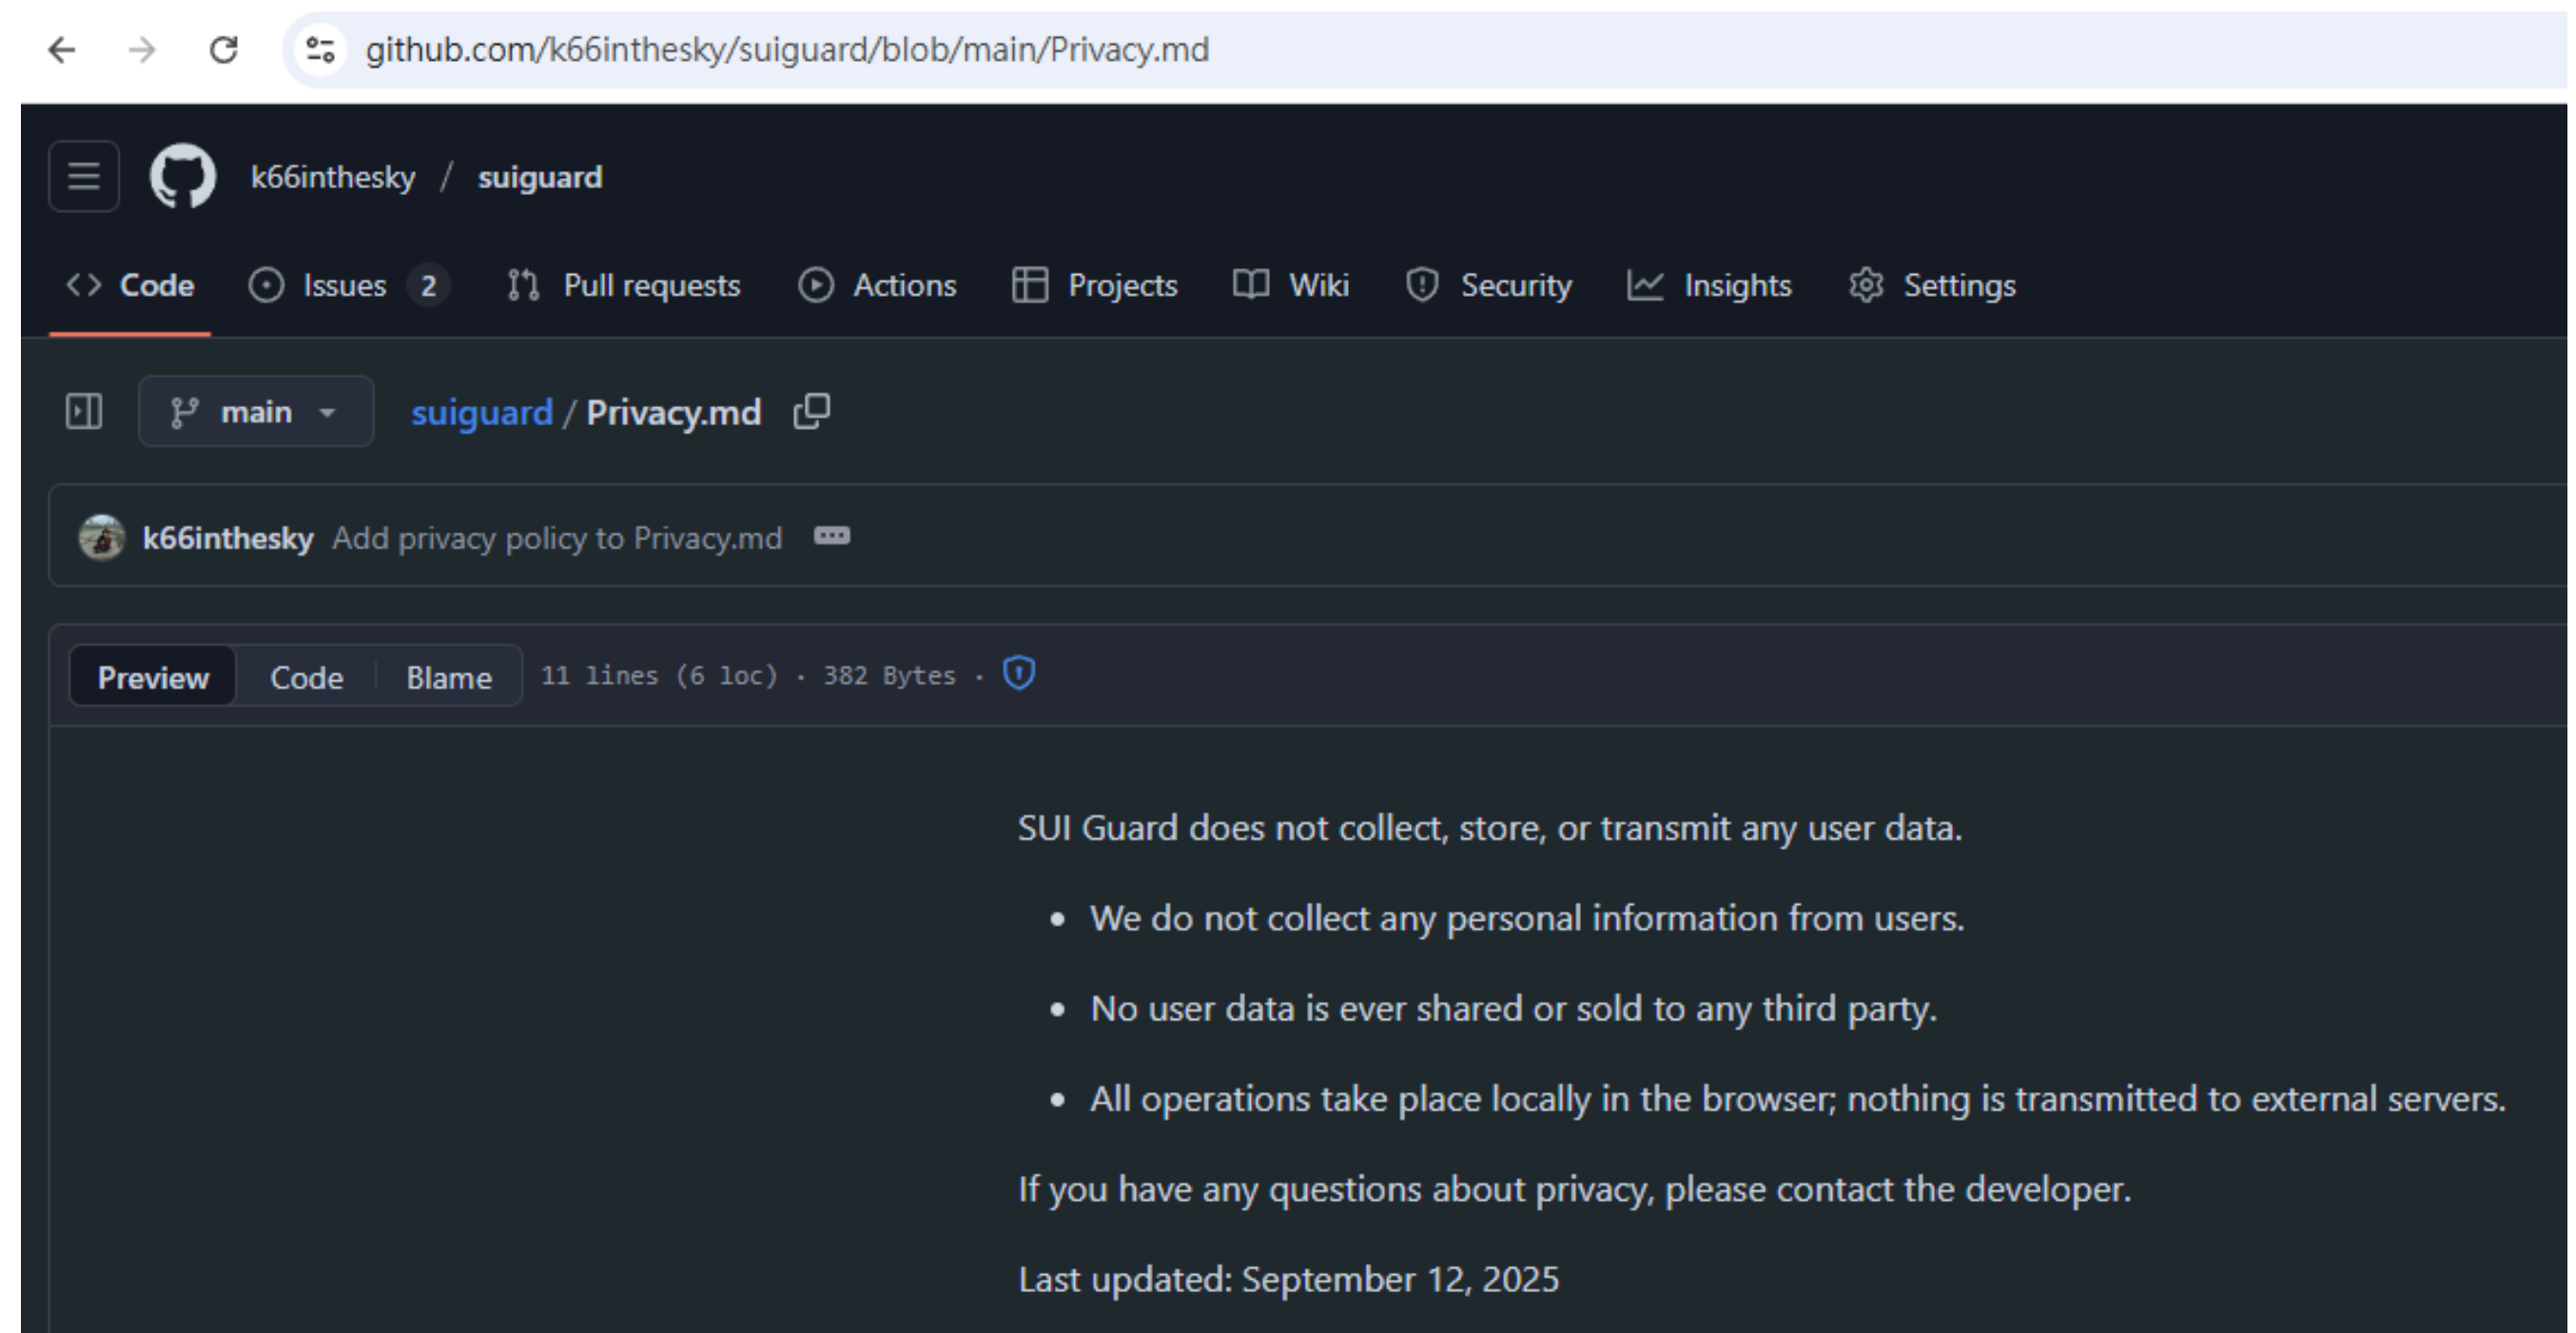 github.com/k66inthesky/suiguard/blob/main/Privacy.md
k66inthesky / suiguard
Code Issues 2 Pull requests Actions Projects Wiki Security Insights Settings
main suiguard / Privacy.md
k66inthesky Add privacy policy to Privacy.md
Preview Code Blame 11 lines (6 loc) · 382 Bytes ·
SUI Guard does not collect, store, or transmit any user data.
• We do not collect any personal information from users.
• No user data is ever shared or sold to any third party.
• All operations take place locally in the browser; nothing is transmitted to external servers.
If you have any questions about privacy, please contact the developer.
Last updated: September 12, 2025